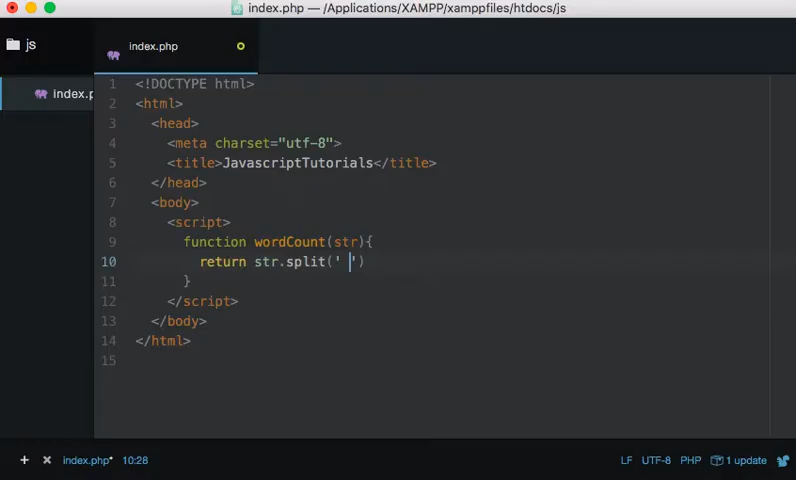 index.php — /Applications/XAMPP/xamppfiles/htdocs/js
js
index.php
index.p
1 <!DOCTYPE html>
2 <html>
3 <head>
4 <meta charset="utf-8">
5 <title>JavascriptTutorials</title>
6 </head>
7 <body>
8 <script>
9 function wordCount(str){
10 return str.split(' ')
11 }
12 </script>
13 </body>
14 </html>
15
+ × index.php* 10:28 LF UTF-8 PHP 1 update